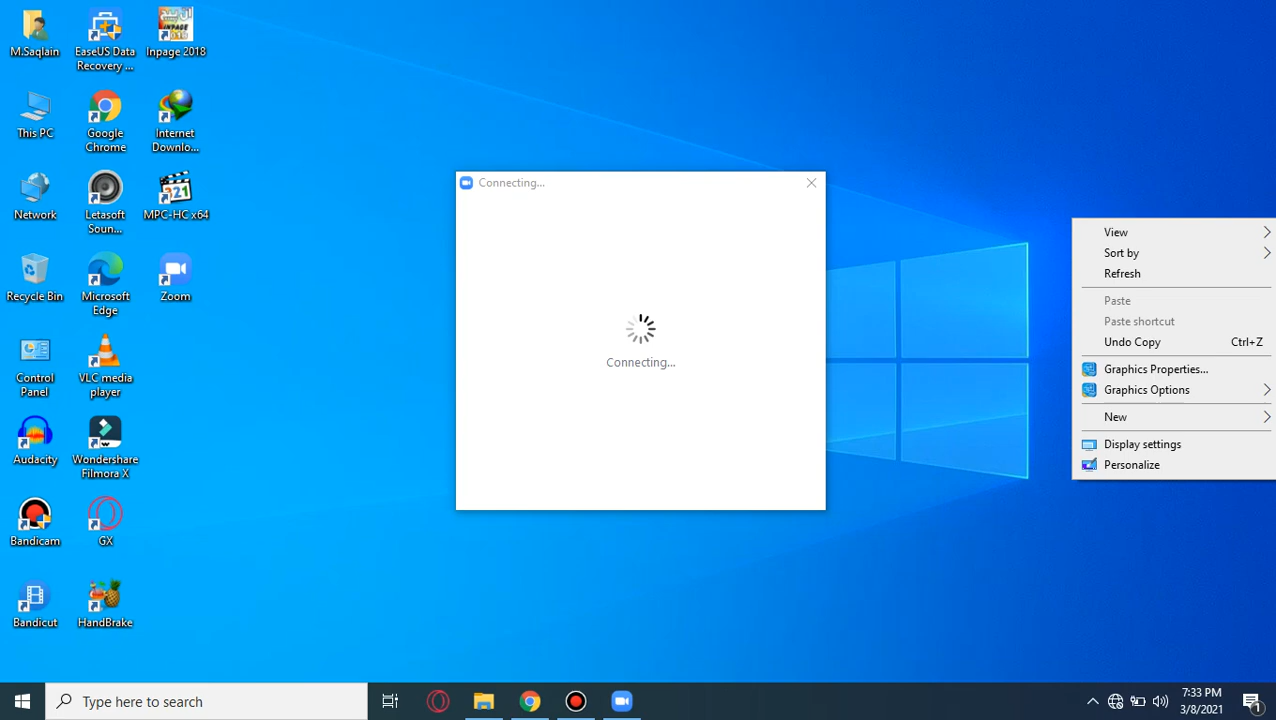 M.Saqlain
EaseUS Data
Recovery ...
Inpage 2018
This PC
Google
Chrome
Internet
Downlo...
Network
Letasoft
Soun...
MPC-HC x64
Recycle Bin
Microsoft
Edge
Zoom
Control
Panel
VLC media
player
Audacity
Wondershare
Filmora X
Bandicam
GX
Bandicut
HandBrake
Connecting...
Connecting...
View
Sort by
Refresh
Paste
Paste shortcut
Undo Copy Ctrl+Z
Graphics Properties...
Graphics Options
New
Display settings
Personalize
Type here to search
7:33 PM
3/8/2021
1